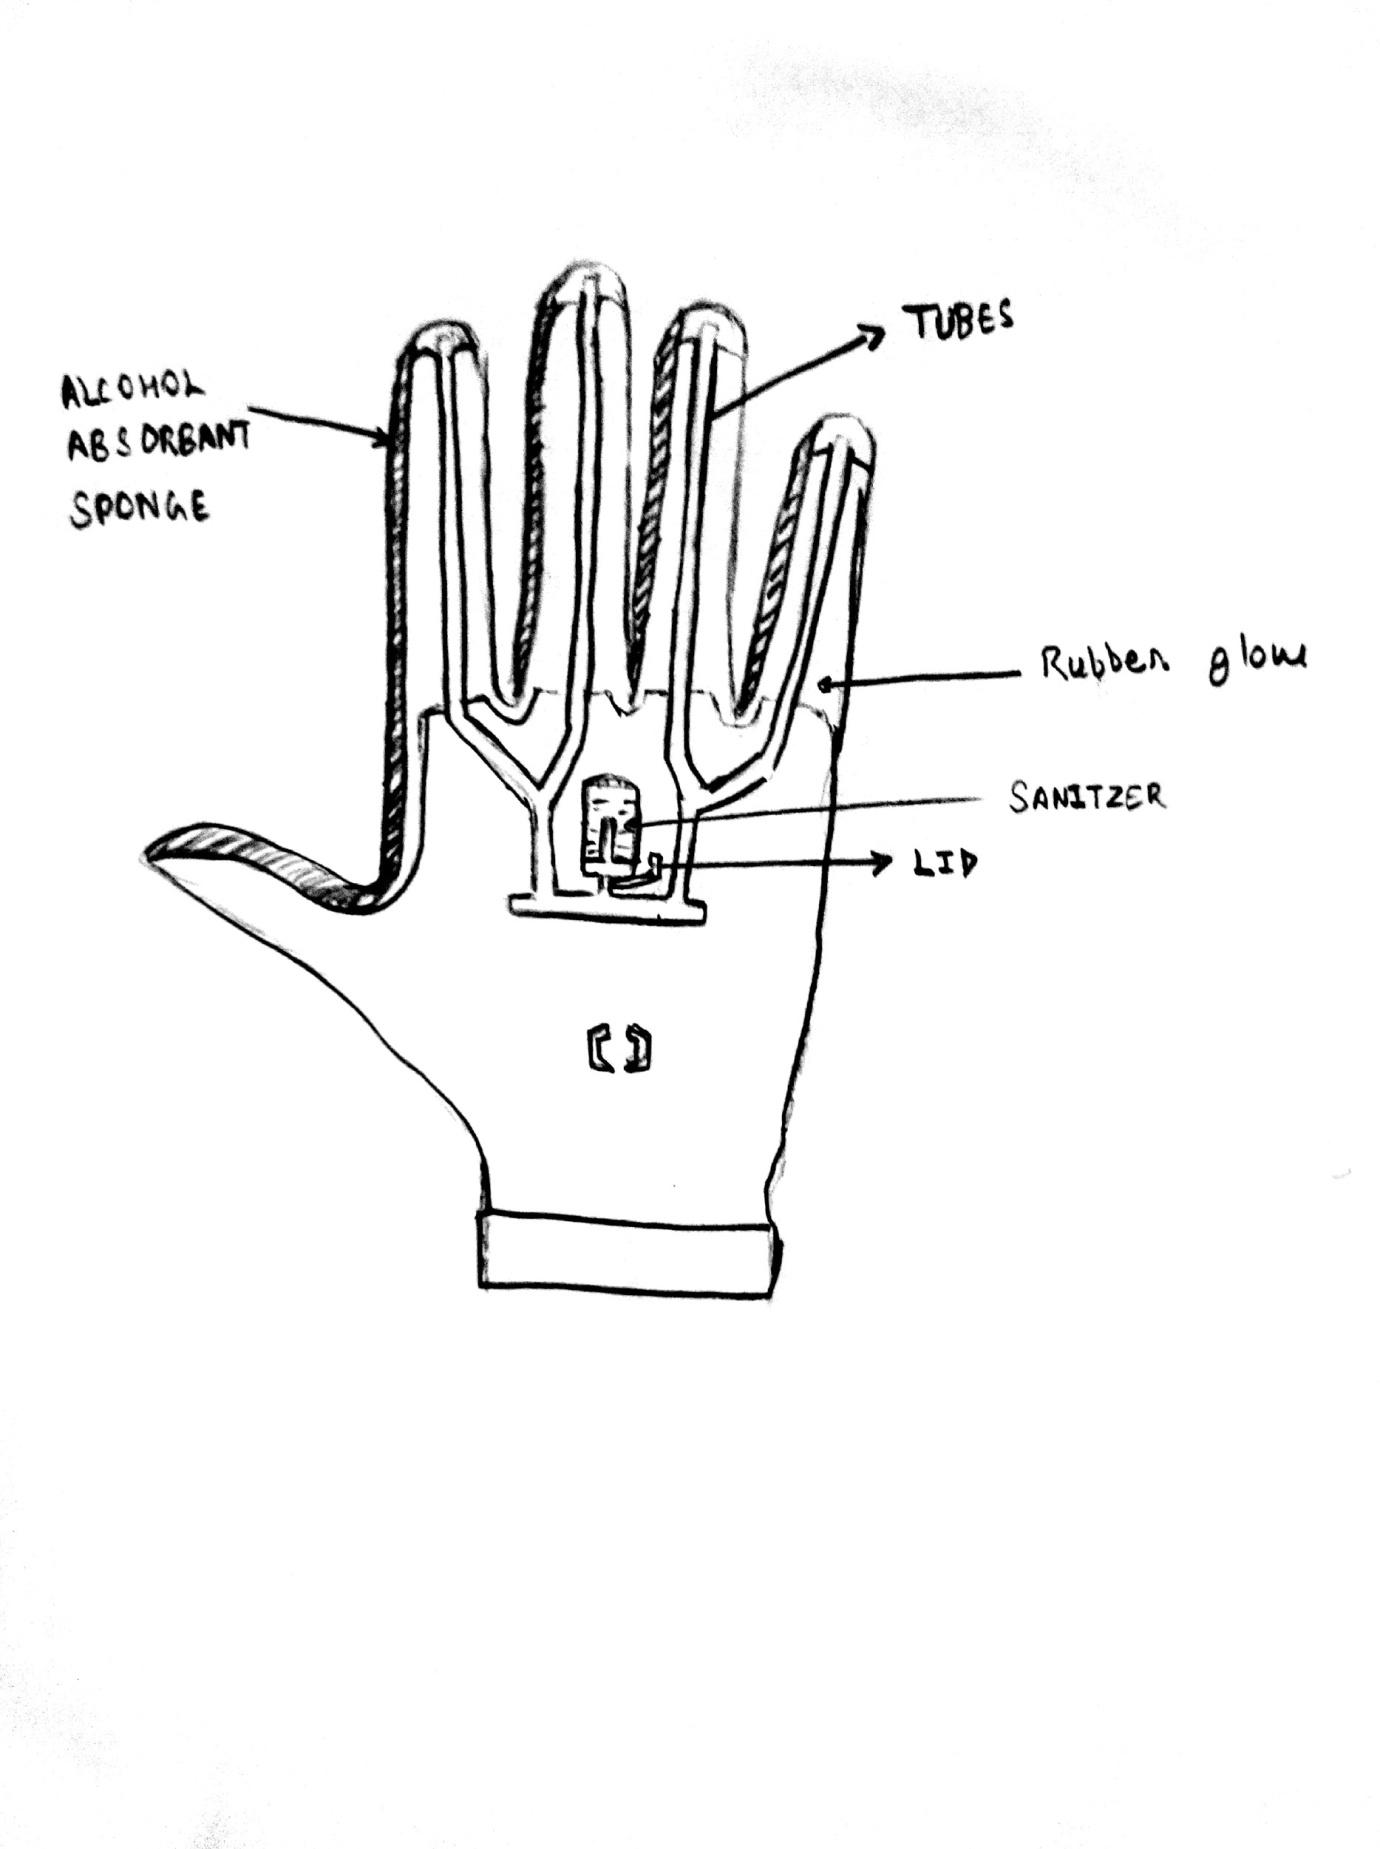 TUBES
ALCOHOL
ABSORBANT
SPONGE
Rubber glove
SANITZER
LID